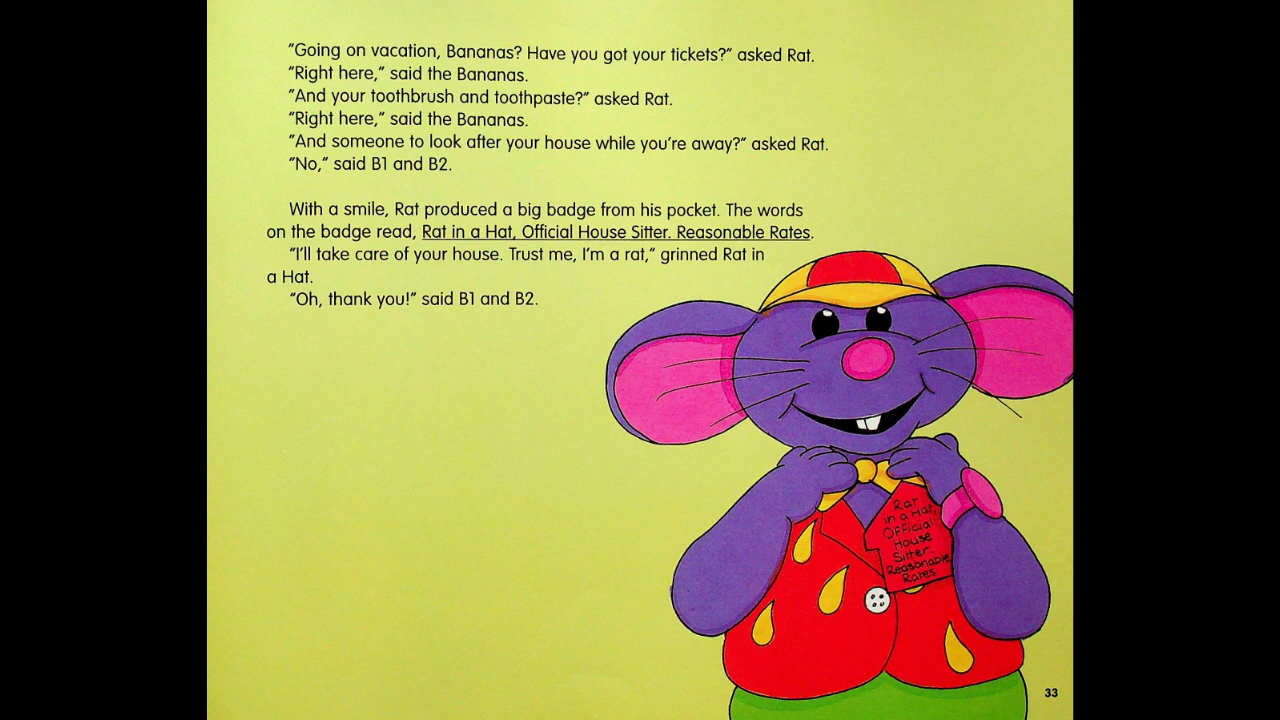 "Going on vacation, Bananas? Have you got your tickets?" asked Rat.
"Right here," said the Bananas.
"And your toothbrush and toothpaste?" asked Rat.
"Right here," said the Bananas.
"And someone to look after your house while you're away?" asked Rat.
"No," said B1 and B2.
With a smile, Rat produced a big badge from his pocket. The words
on the badge read, Rat in a Hat, Official House Sitter. Reasonable Rates.
"I'll take care of your house. Trust me, I'm a rat," grinned Rat in
a Hat.
"Oh, thank you!" said B1 and B2.
Rat
in a Hat,
Official
House
Sitter.
Reasonable
Rates
33